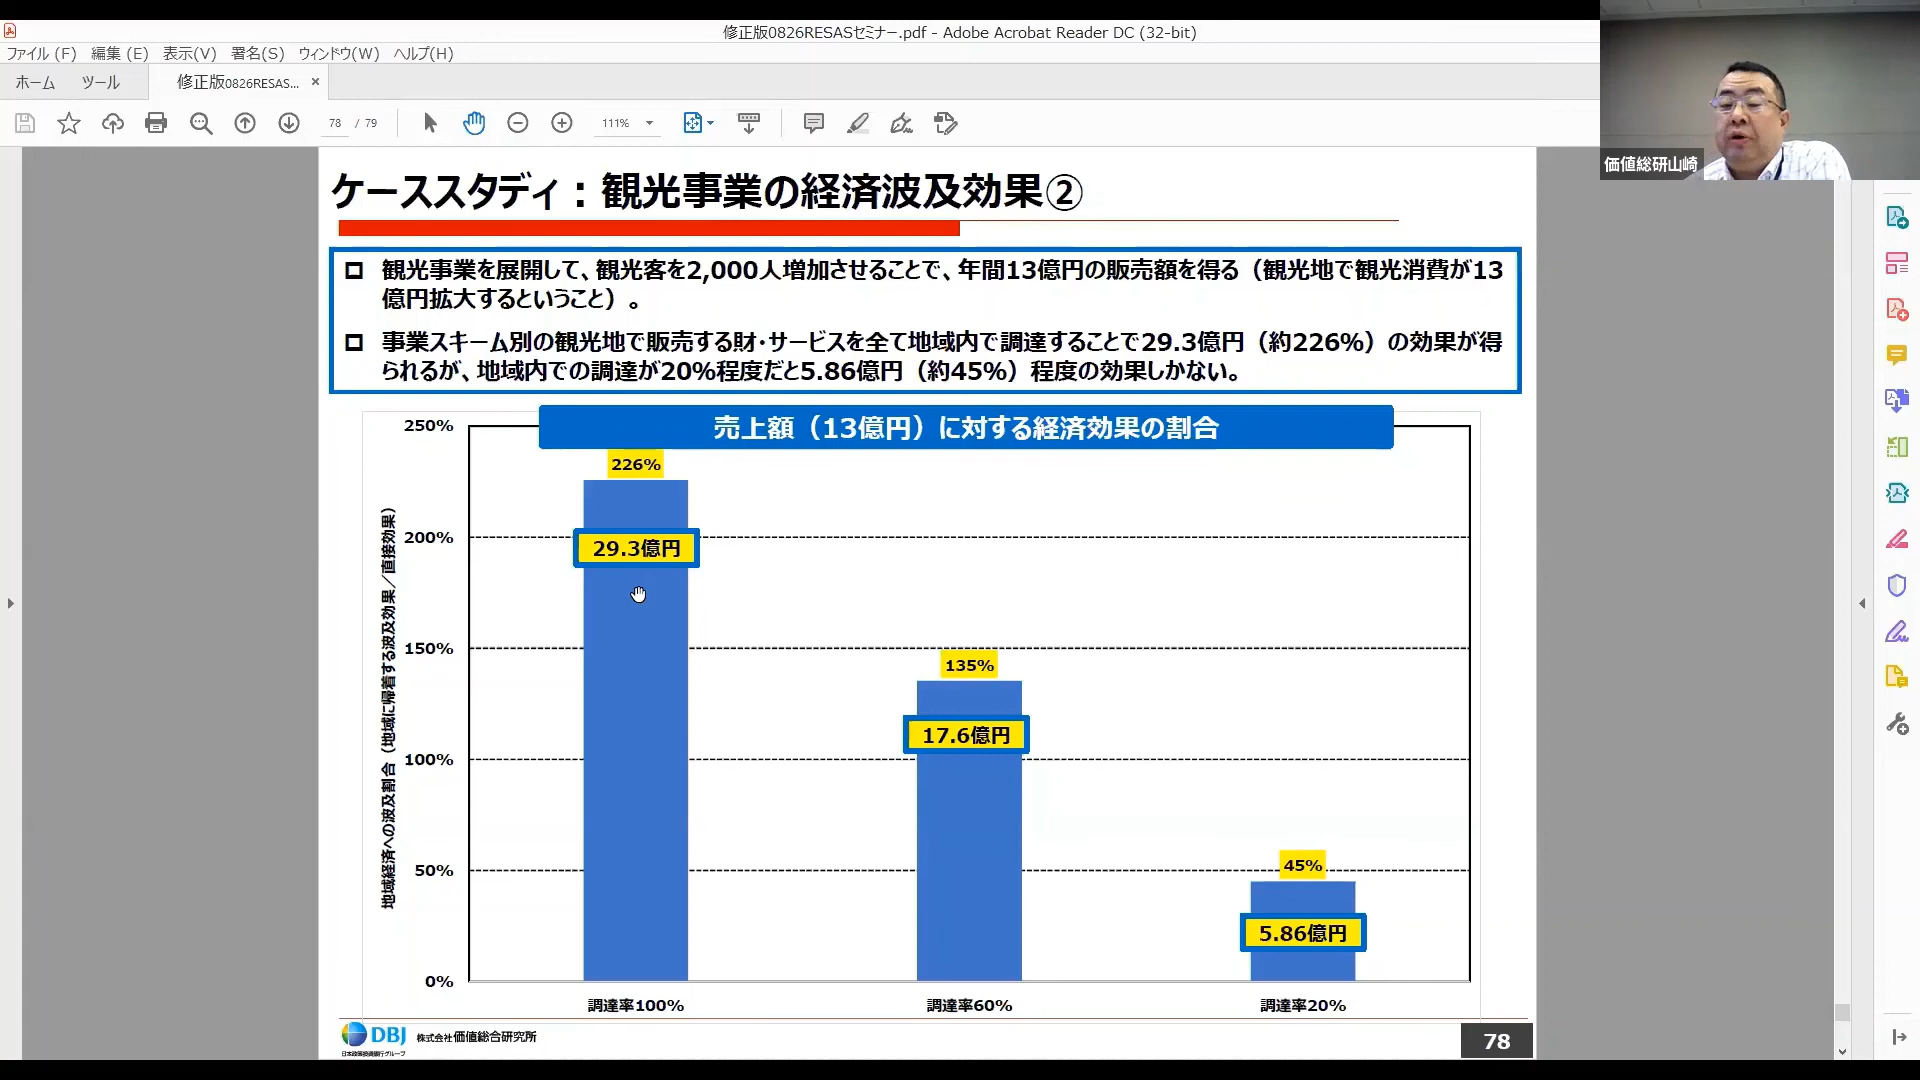 修正版0826RESASセミナー.pdf - Adobe Acrobat Reader DC (32-bit)
ファイル (F) 編集 (E) 表示(V) 署名(S) ウィンドウ(W) ヘルプ(H)
ホーム ツール 修正版0826RESAS... ×
78 / 79 111%
価値総研山崎
ケーススタディ：観光事業の経済波及効果②
観光事業を展開して、観光客を2,000人増加させることで、年間13億円の販売額を得る（観光地で観光消費が13
億円拡大するということ）。
事業スキーム別の観光地で販売する財・サービスを全て地域内で調達することで29.3億円（約226%）の効果が得
られるが、地域内での調達が20%程度だと5.86億円（約45%）程度の効果しかない。
売上額（13億円）に対する経済効果の割合
地域経済への波及割合（地域に帰着する波及効果／直接効果）
250%
200%
150%
100%
50%
0%
226%
29.3億円
135%
17.6億円
45%
5.86億円
調達率100% 調達率60% 調達率20%
DBJ 株式会社価値総合研究所
日本政策投資銀行グループ
78